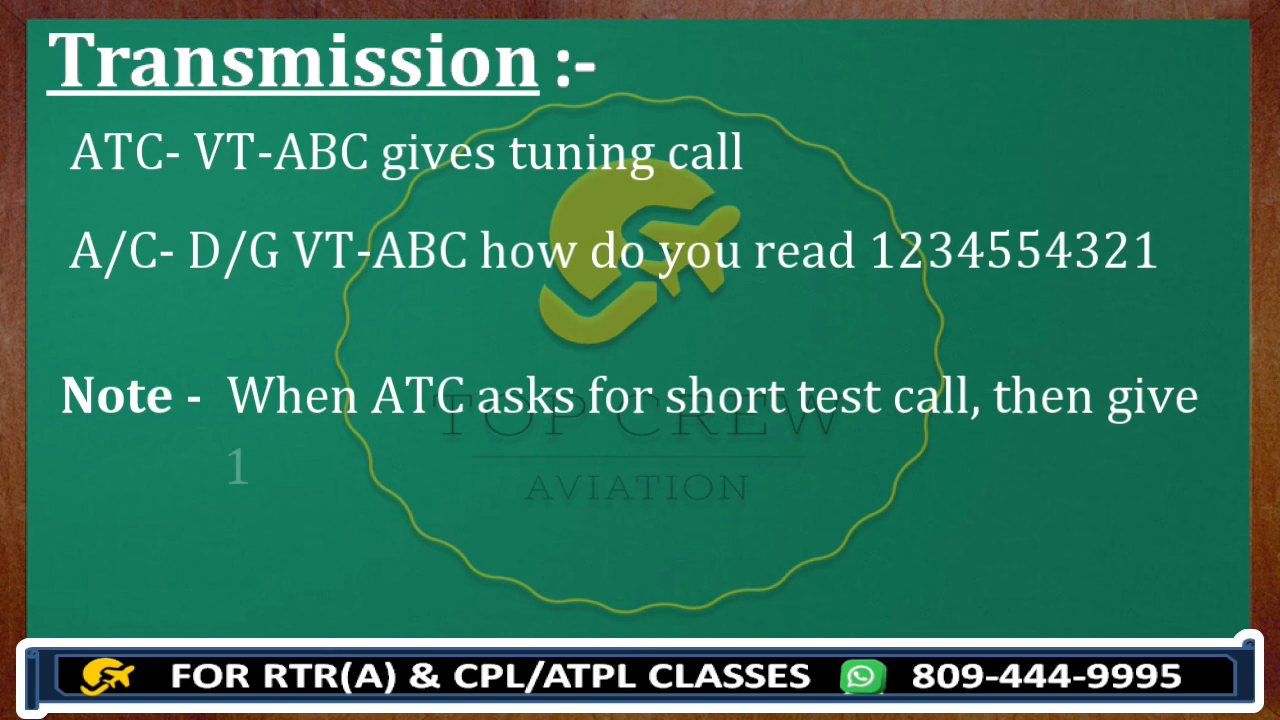 Transmission :-
ATC- VT-ABC gives tuning call
A/C- D/G VT-ABC how do you read 1234554321
Note - When ATC asks for short test call, then give
1
TOP CREW
AVIATION
FOR RTR(A) & CPL/ATPL CLASSES 809-444-9995